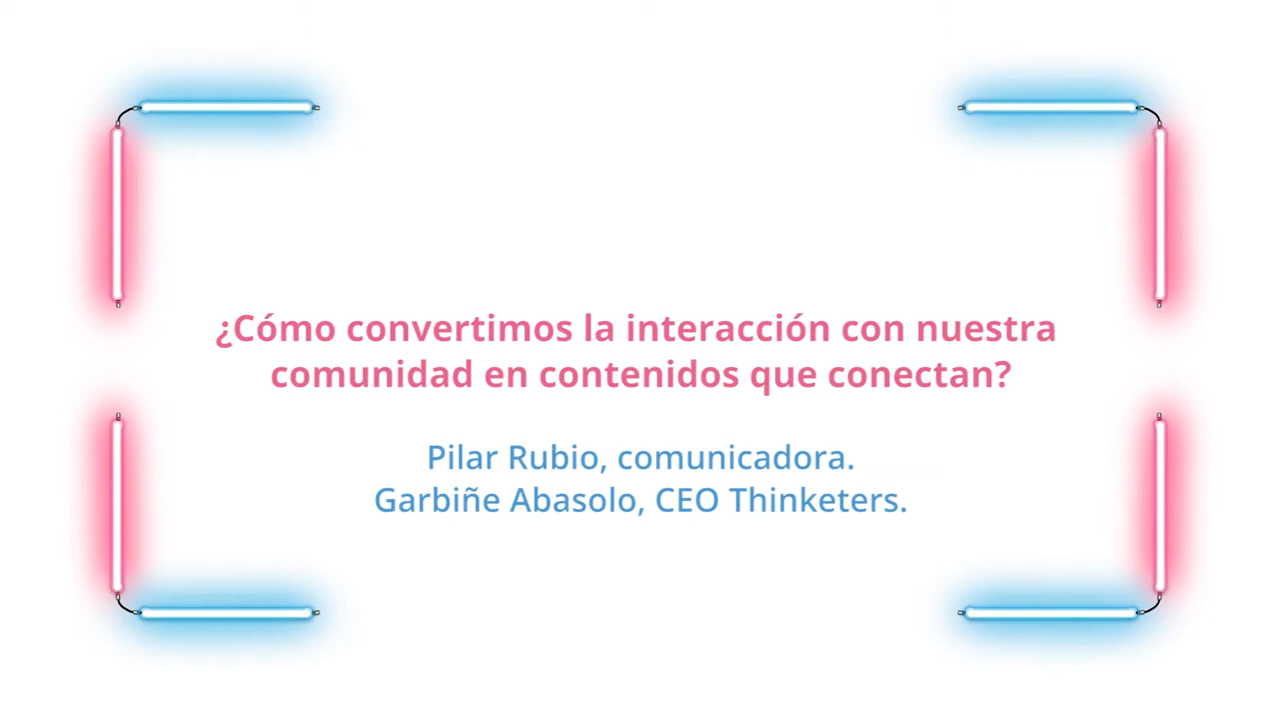 ¿Cómo convertimos la interacción con nuestra
comunidad en contenidos que conectan?
Pilar Rubio, comunicadora.
Garbiñe Abasolo, CEO Thinketers.